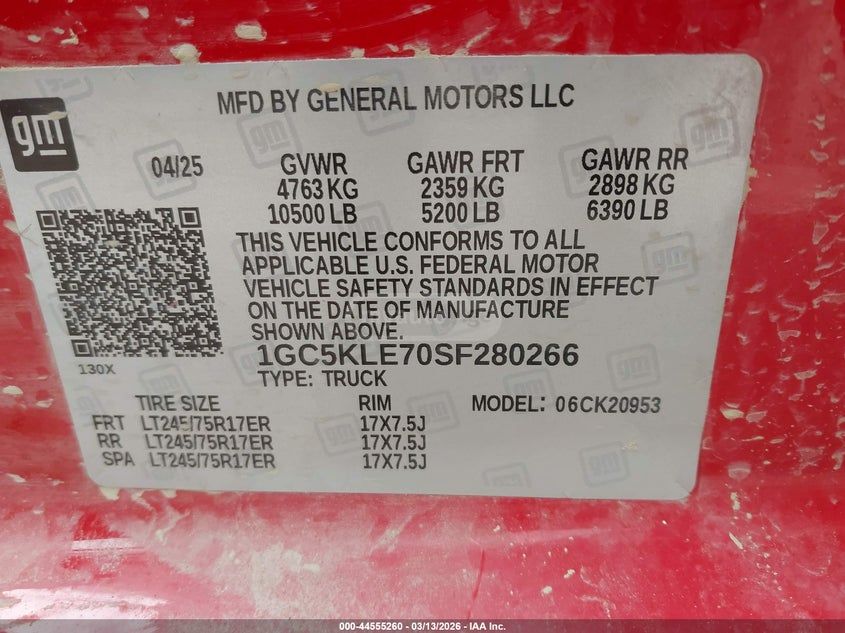 MFD BY GENERAL MOTORS LLC
gm
04/25 GVWR GAWR FRT GAWR RR
4763 KG 2359 KG 2898 KG
10500 LB 5200 LB 6390 LB
THIS VEHICLE CONFORMS TO ALL
APPLICABLE U.S. FEDERAL MOTOR
VEHICLE SAFETY STANDARDS IN EFFECT
ON THE DATE OF MANUFACTURE
SHOWN ABOVE.
130X
1GC5KLE70SF280266
TYPE: TRUCK
TIRE SIZE RIM MODEL: 06CK20953
FRT LT245/75R17ER 17X7.5J
RR LT245/75R17ER 17X7.5J
SPA LT245/75R17ER 17X7.5J
000-44555260 - 03/13/2026 - IAA Inc.